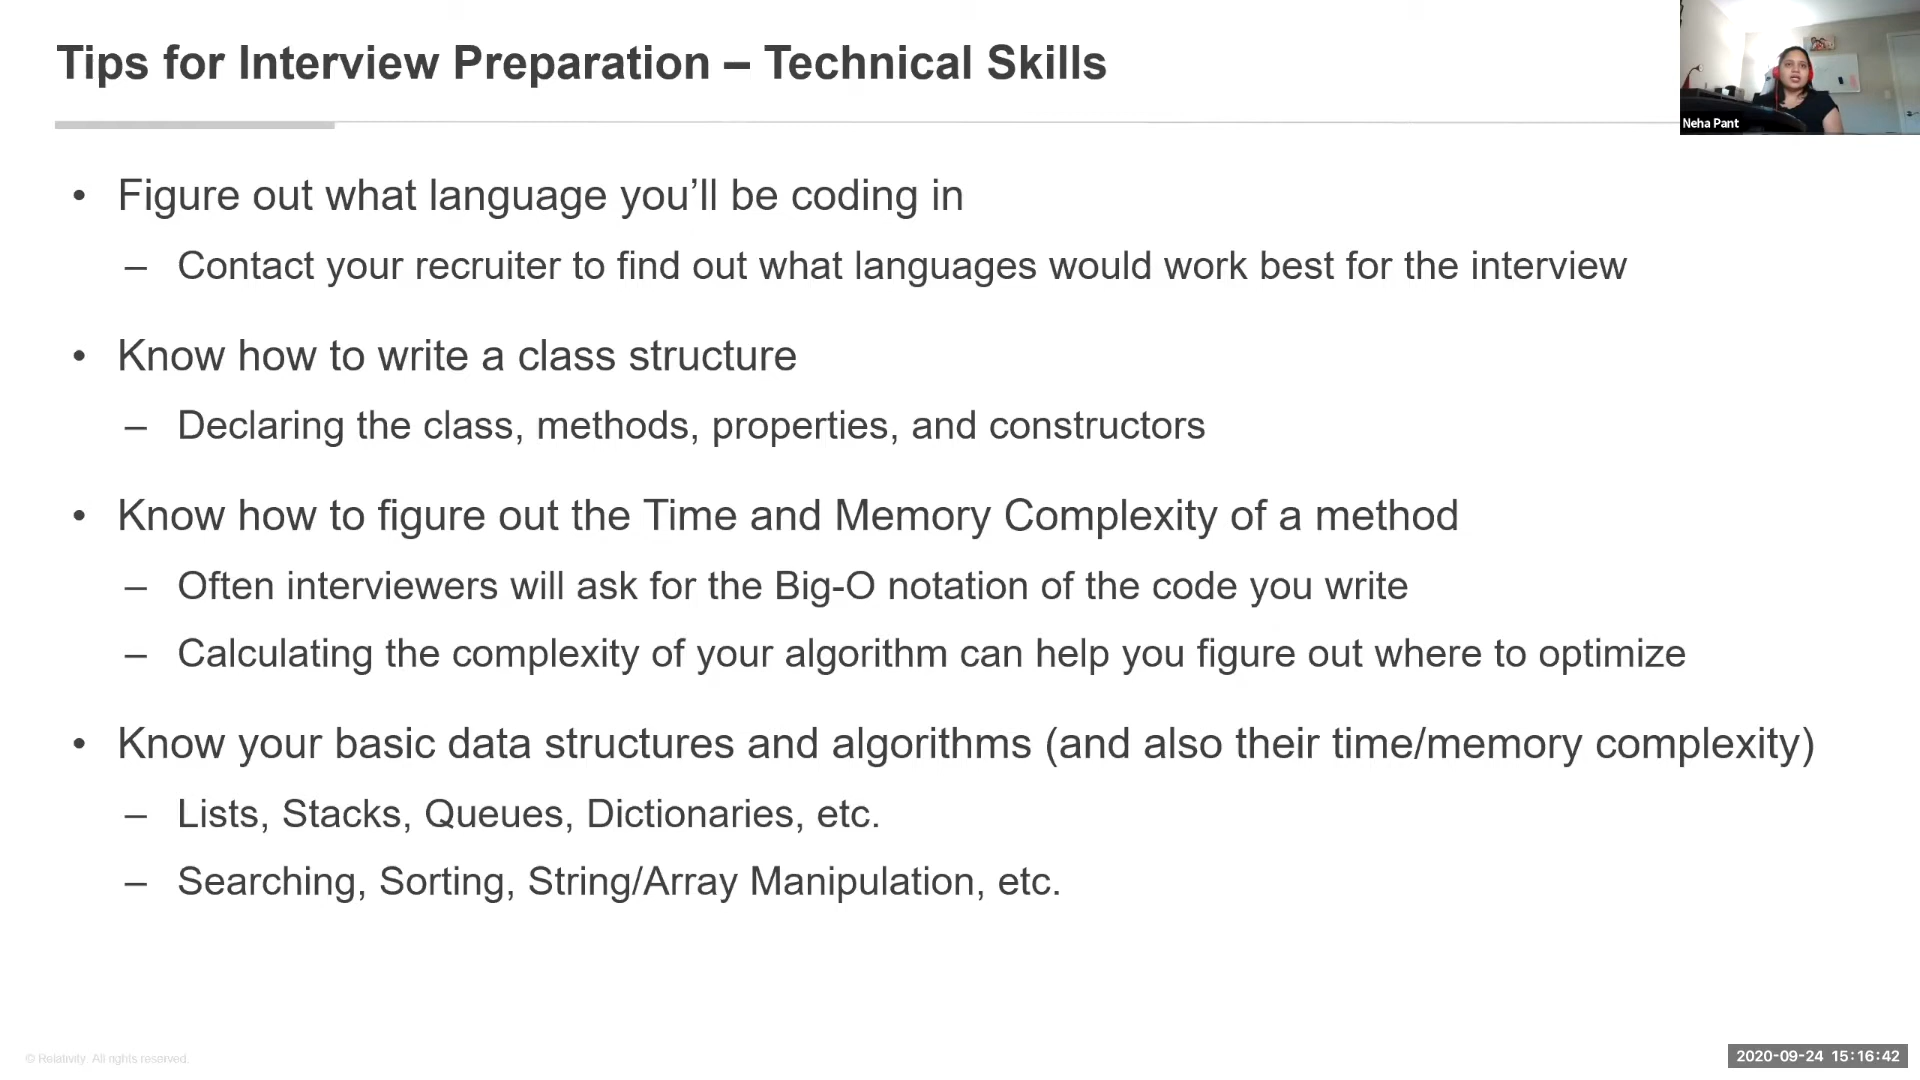 Tips for Interview Preparation – Technical Skills
Neha Pant
• Figure out what language you’ll be coding in
– Contact your recruiter to find out what languages would work best for the interview
• Know how to write a class structure
– Declaring the class, methods, properties, and constructors
• Know how to figure out the Time and Memory Complexity of a method
– Often interviewers will ask for the Big-O notation of the code you write
– Calculating the complexity of your algorithm can help you figure out where to optimize
• Know your basic data structures and algorithms (and also their time/memory complexity)
– Lists, Stacks, Queues, Dictionaries, etc.
– Searching, Sorting, String/Array Manipulation, etc.
© Relativity. All rights reserved.
2020-09-24 15:16:42